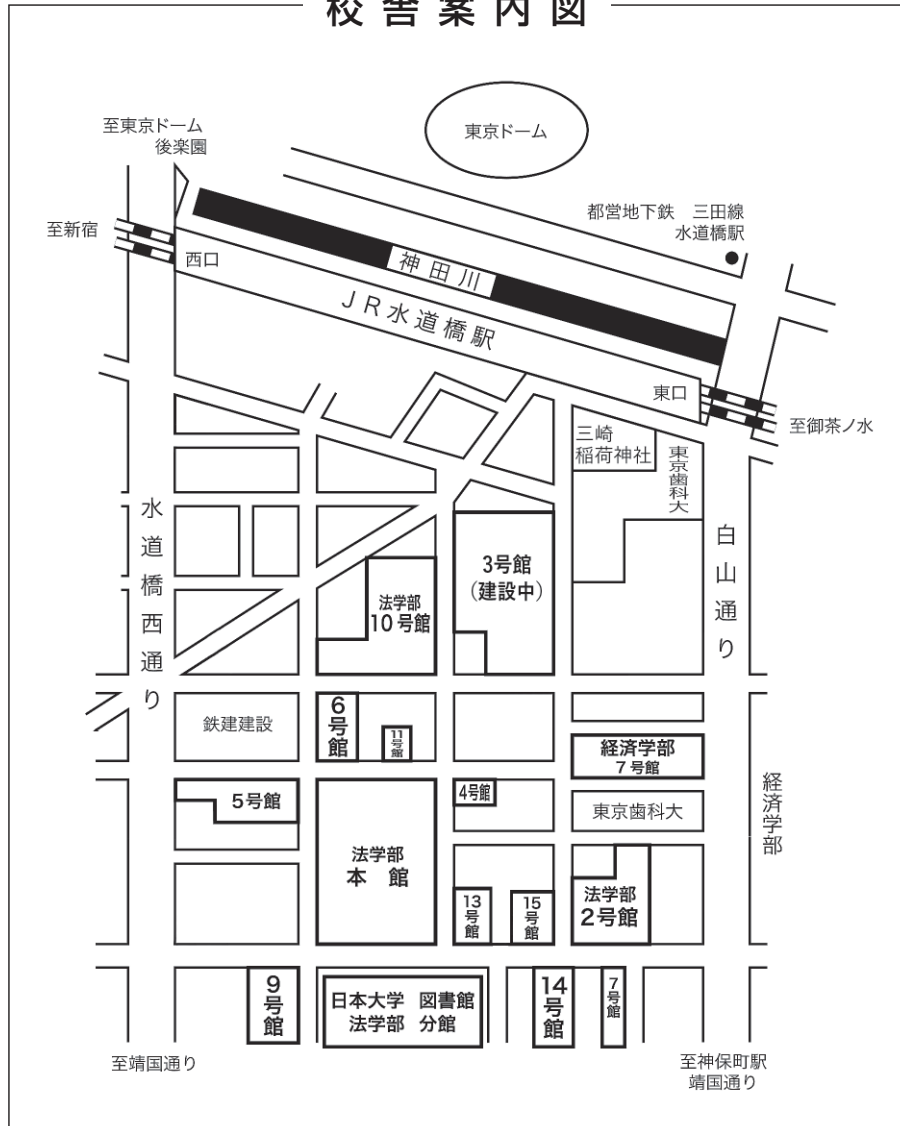 校舎案内図
東京ドーム
至東京ドーム
後楽園
都営地下鉄 三田線
水道橋駅
至新宿
西口
神田川
JR水道橋駅
東口
至御茶ノ水
三崎
稲荷神社
東京歯科大
水道橋西通り
白山通り
3号館
(建設中)
法学部
10号館
鉄建建設
6号館
11号館
経済学部
7号館
5号館
4号館
東京歯科大
経済学部
法学部
本 館
13号館
15号館
法学部
2号館
9号館
日本大学 図書館
法学部 分館
14号館
7号館
至靖国通り
至神保町駅
靖国通り